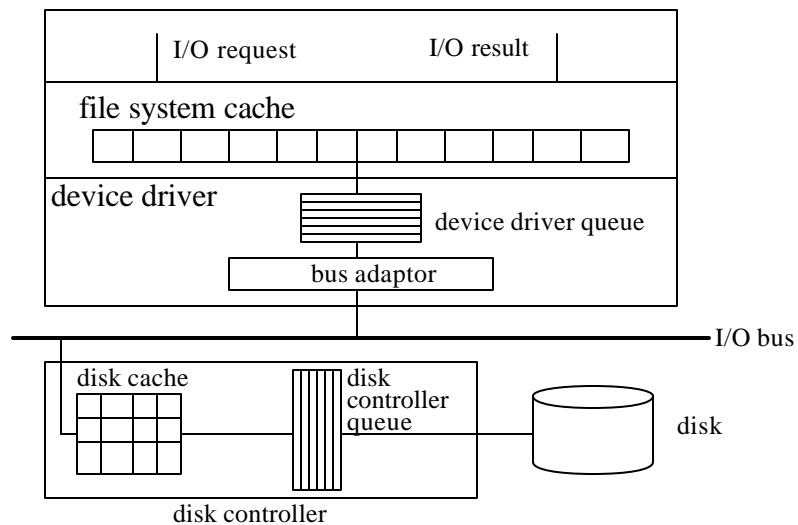 I/O request
I/O result
file system cache
device driver
device driver queue
bus adaptor
I/O bus
disk cache
disk
controller
queue
disk
disk controller